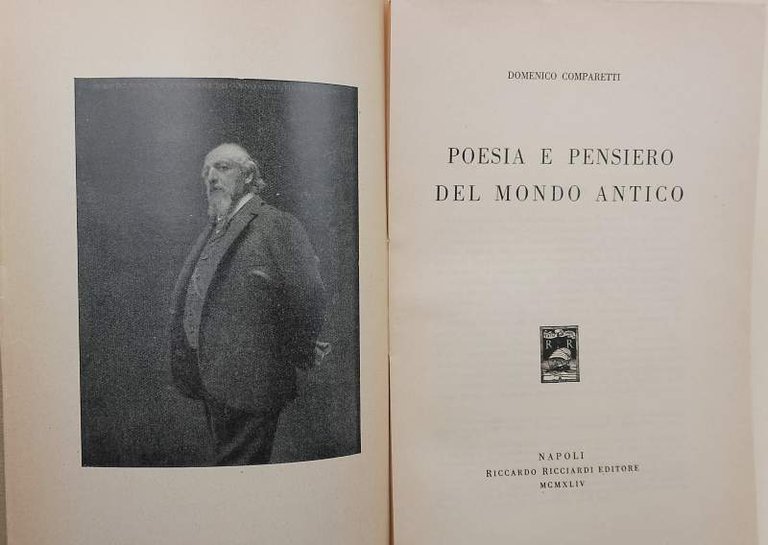 DOMENICO COMPARETTI
POESIA E PENSIERO
DEL MONDO ANTICO
R R
NAPOLI
RICCARDO RICCIARDI EDITORE
MCMXLIV